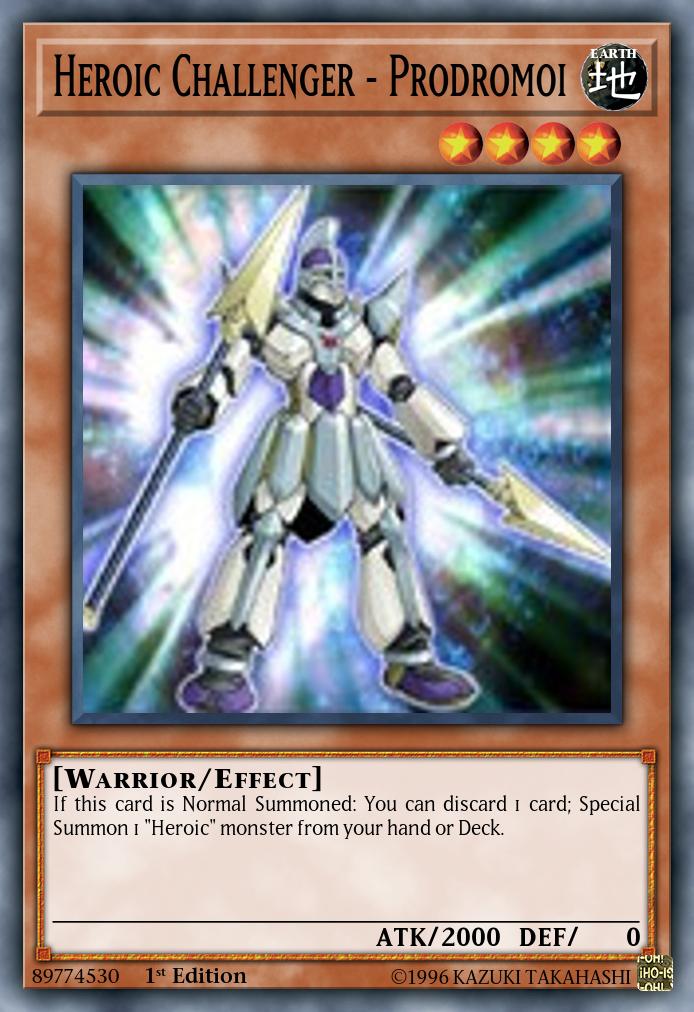 Heroic Challenger - Prodromoi
EARTH
地
[Warrior/Effect]
If this card is Normal Summoned: You can discard 1 card; Special
Summon 1 "Heroic" monster from your hand or Deck.
ATK/2000 DEF/ 0
89774530 1st Edition ©1996 KAZUKI TAKAHASHI